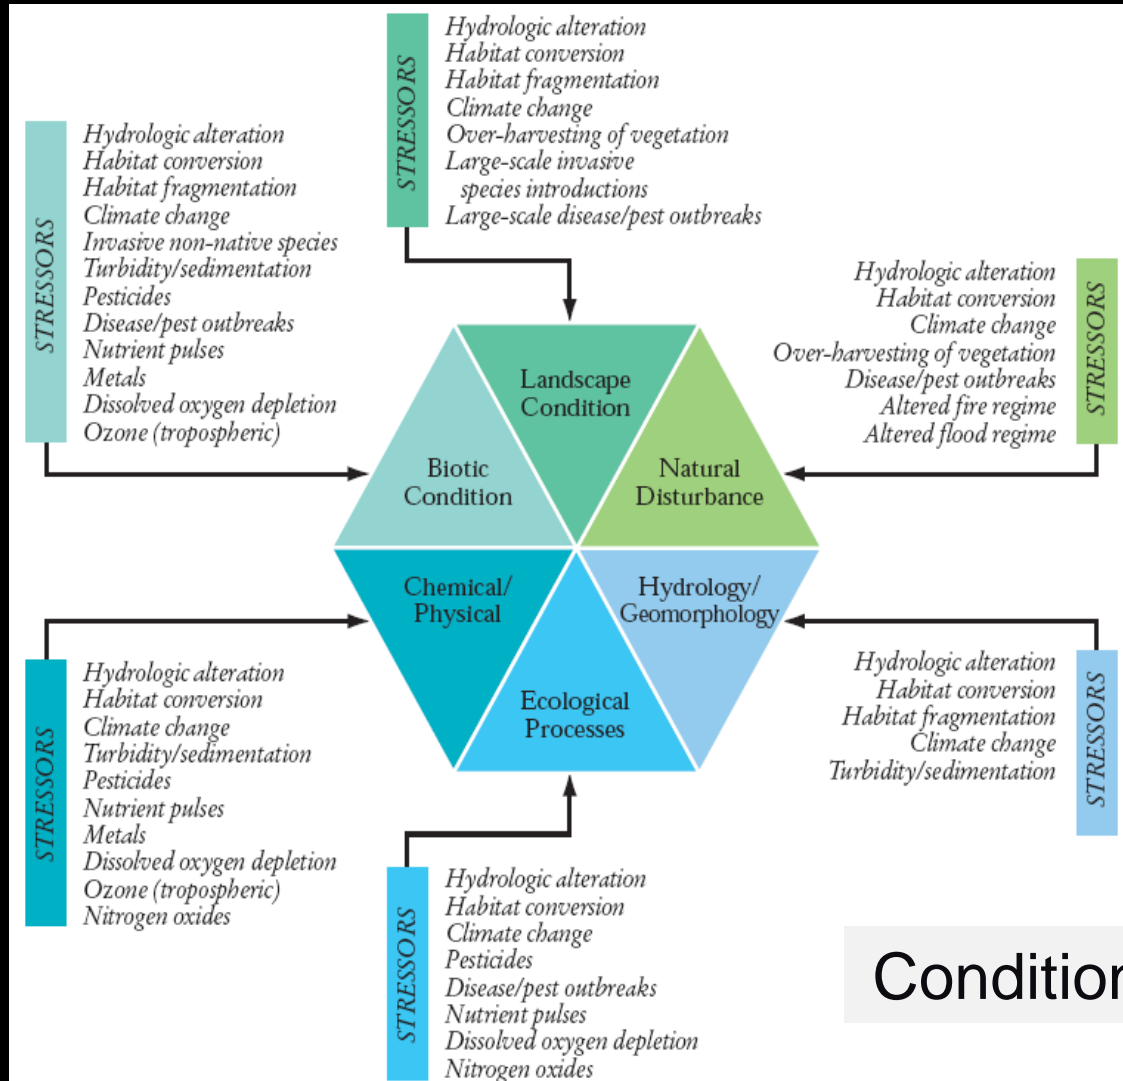 STRESSORS
Hydrologic alteration
Habitat conversion
Habitat fragmentation
Climate change
Over-harvesting of vegetation
Large-scale invasive
species introductions
Large-scale disease/pest outbreaks
STRESSORS
Hydrologic alteration
Habitat conversion
Habitat fragmentation
Climate change
Invasive non-native species
Turbidity/sedimentation
Pesticides
Disease/pest outbreaks
Nutrient pulses
Metals
Dissolved oxygen depletion
Ozone (tropospheric)
Hydrologic alteration
Habitat conversion
Climate change
Over-harvesting of vegetation
Disease/pest outbreaks
Altered fire regime
Altered flood regime
STRESSORS
Landscape
Condition
Biotic
Condition
Natural
Disturbance
Chemical/
Physical
Hydrology/
Geomorphology
Ecological
Processes
STRESSORS
Hydrologic alteration
Habitat conversion
Climate change
Turbidity/sedimentation
Pesticides
Nutrient pulses
Metals
Dissolved oxygen depletion
Ozone (tropospheric)
Nitrogen oxides
Hydrologic alteration
Habitat conversion
Habitat fragmentation
Climate change
Turbidity/sedimentation
STRESSORS
STRESSORS
Hydrologic alteration
Habitat conversion
Climate change
Pesticides
Disease/pest outbreaks
Nutrient pulses
Dissolved oxygen depletion
Nitrogen oxides
Condition